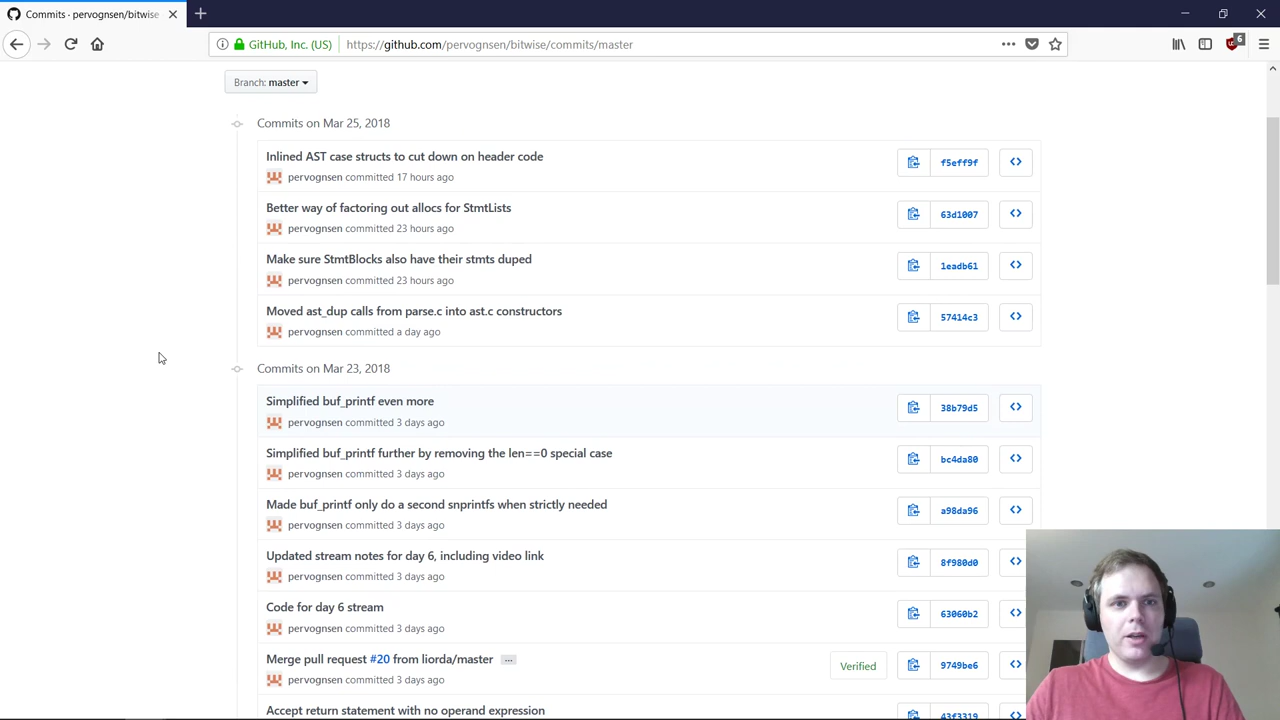 Commits · pervognsen/bitwise
GitHub, Inc. (US) https://github.com/pervognsen/bitwise/commits/master
6
Branch: master
Commits on Mar 25, 2018
Inlined AST case structs to cut down on header code
pervognsen committed 17 hours ago
f5eff9f
Better way of factoring out allocs for StmtLists
pervognsen committed 23 hours ago
63d1007
Make sure StmtBlocks also have their stmts duped
pervognsen committed 23 hours ago
1eadb61
Moved ast_dup calls from parse.c into ast.c constructors
pervognsen committed a day ago
57414c3
Commits on Mar 23, 2018
Simplified buf_printf even more
pervognsen committed 3 days ago
38b79d5
Simplified buf_printf further by removing the len==0 special case
pervognsen committed 3 days ago
bc4da80
Made buf_printf only do a second snprintfs when strictly needed
pervognsen committed 3 days ago
a98da96
Updated stream notes for day 6, including video link
pervognsen committed 3 days ago
8f980d0
Code for day 6 stream
pervognsen committed 3 days ago
63060b2
Merge pull request #20 from liorda/master ...
pervognsen committed 3 days ago
Verified
9749be6
Accept return statement with no operand expression
43f3319